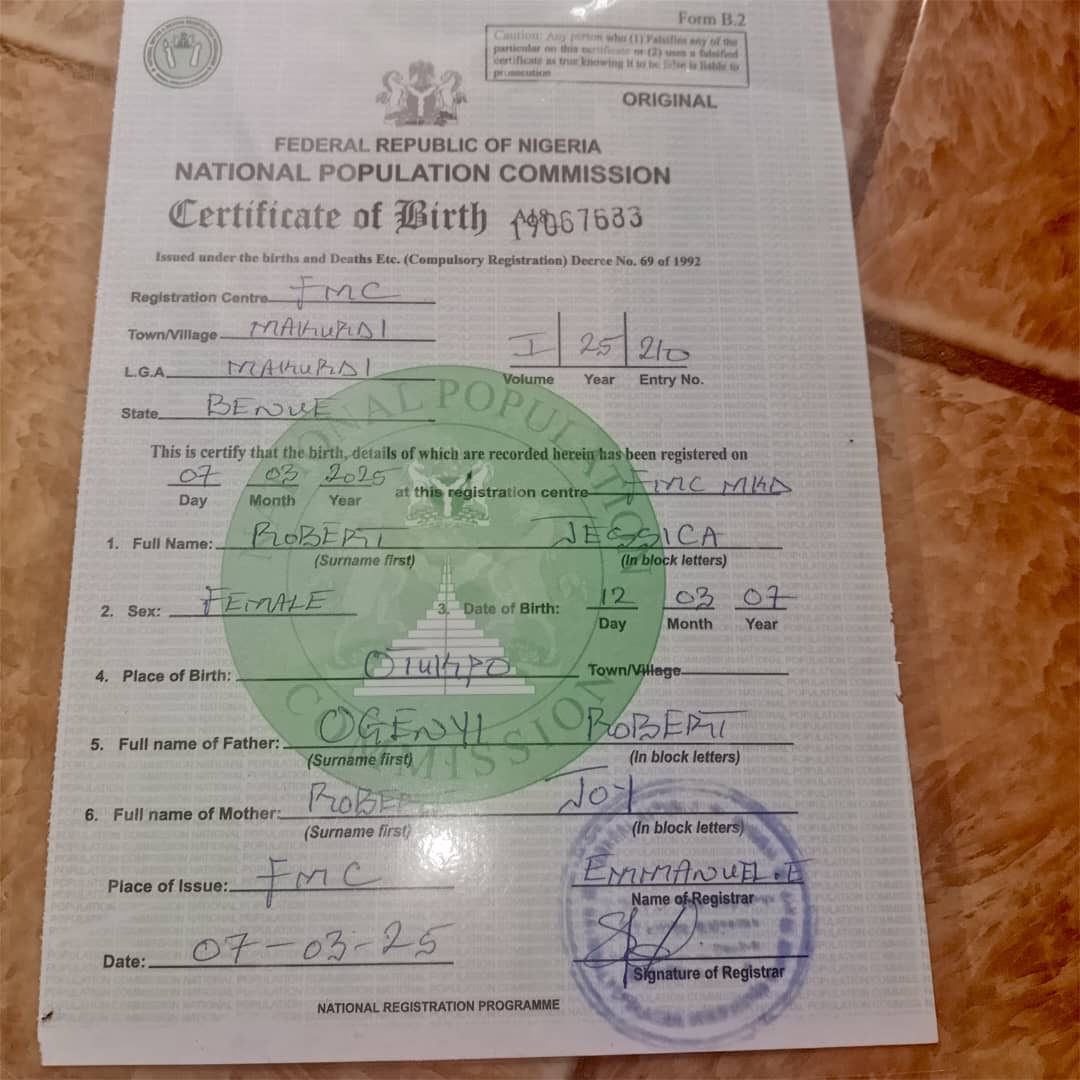 Form B.2
Caution: Any person who (1) Falsifies any of the
particular on this certificate or (2) uses a falsified
certificate as true knowing it to be false is liable to
prosecution
ORIGINAL
FEDERAL REPUBLIC OF NIGERIA
NATIONAL POPULATION COMMISSION
Certificate of Birth 067633
Issued under the births and Deaths Etc. (Compulsory Registration) Decree No. 69 of 1992
Registration Centre FMC
Town/Village MAKURDI
L.G.A. MAKURDI
I 25 210
Volume Year Entry No.
State BENUE
This is certify that the birth, details of which are recorded herein has been registered on
07 03 2025 at this registration centre FMC MKD
Day Month Year
1. Full Name: ROBERT JESSICA
(Surname first) (In block letters)
2. Sex: FEMALE 3. Date of Birth: 12 03 07
Day Month Year
4. Place of Birth: OTUKPO Town/Village
5. Full name of Father: OGENYI ROBERT
(Surname first) (In block letters)
6. Full name of Mother: ROBERT JOY
(Surname first) (In block letters)
Place of Issue: FMC EMMANUEL.E
Name of Registrar
Date: 07-03-25
Signature of Registrar
NATIONAL REGISTRATION PROGRAMME
NATIONAL POPULATION COMMISSION